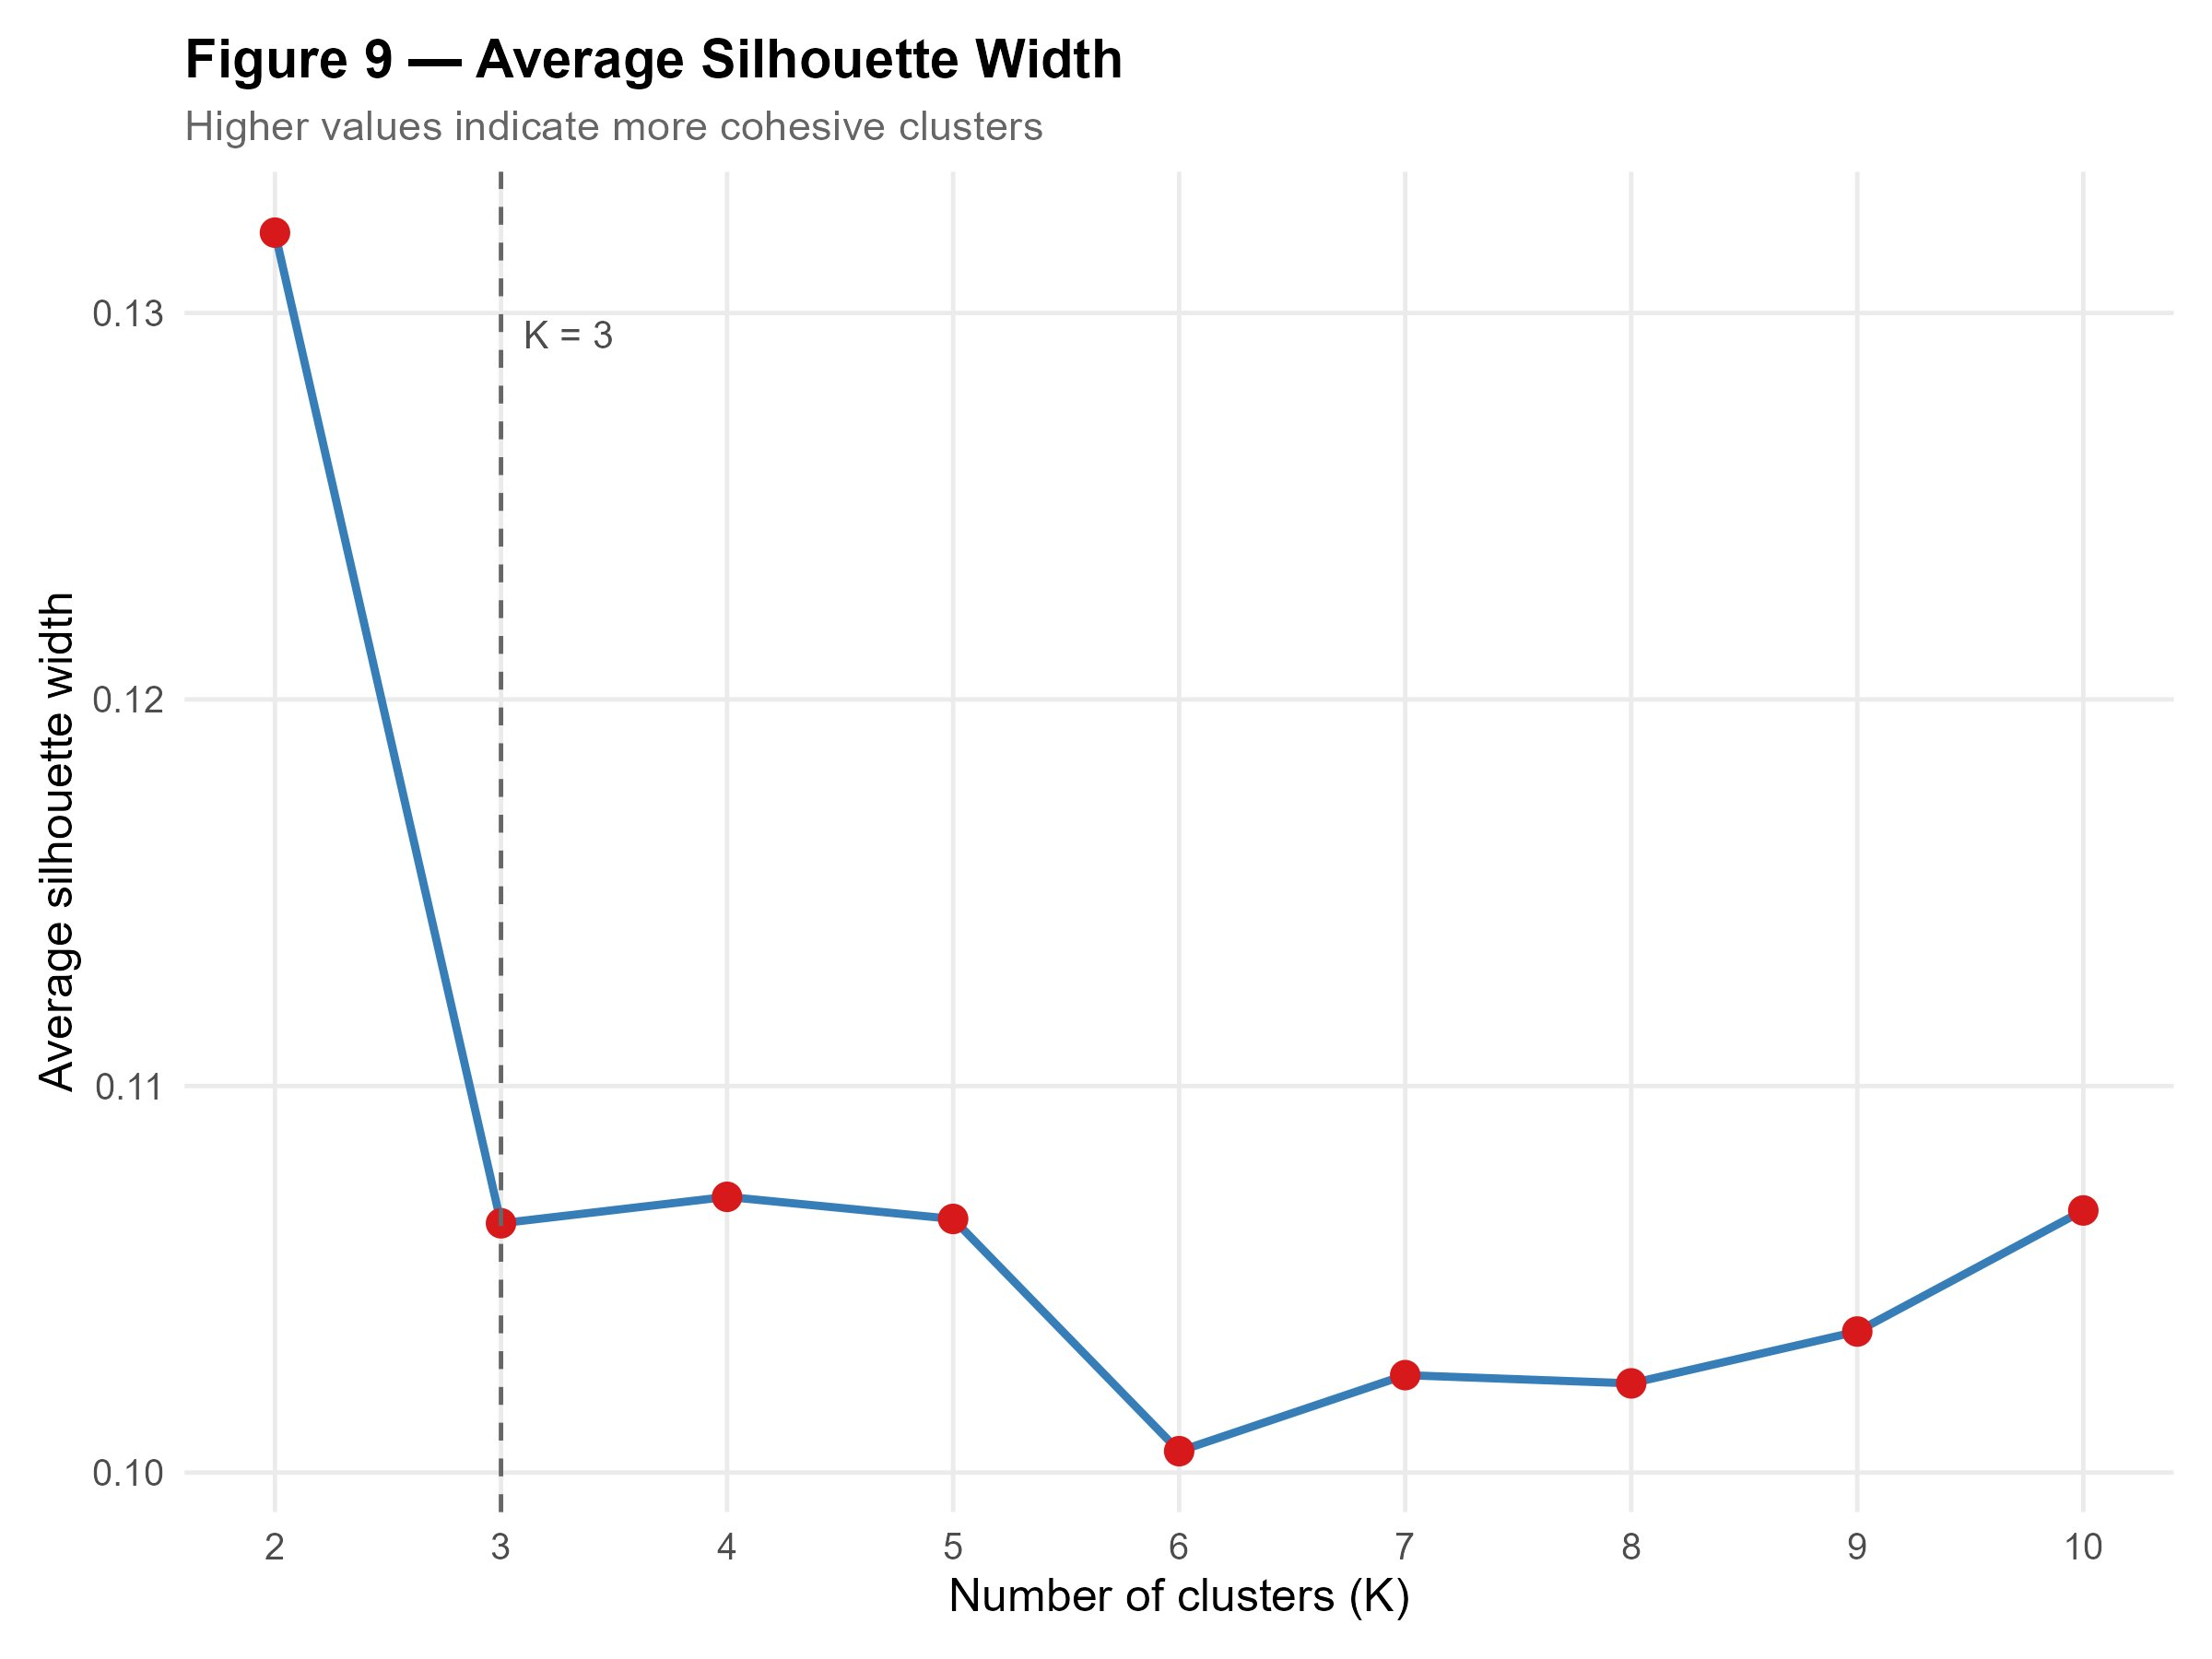 Figure 9 — Average Silhouette Width
Higher values indicate more cohesive clusters
0.13
K = 3
0.12
0.11
0.10
Average silhouette width
2 3 4 5 6 7 8 9 10
Number of clusters (K)